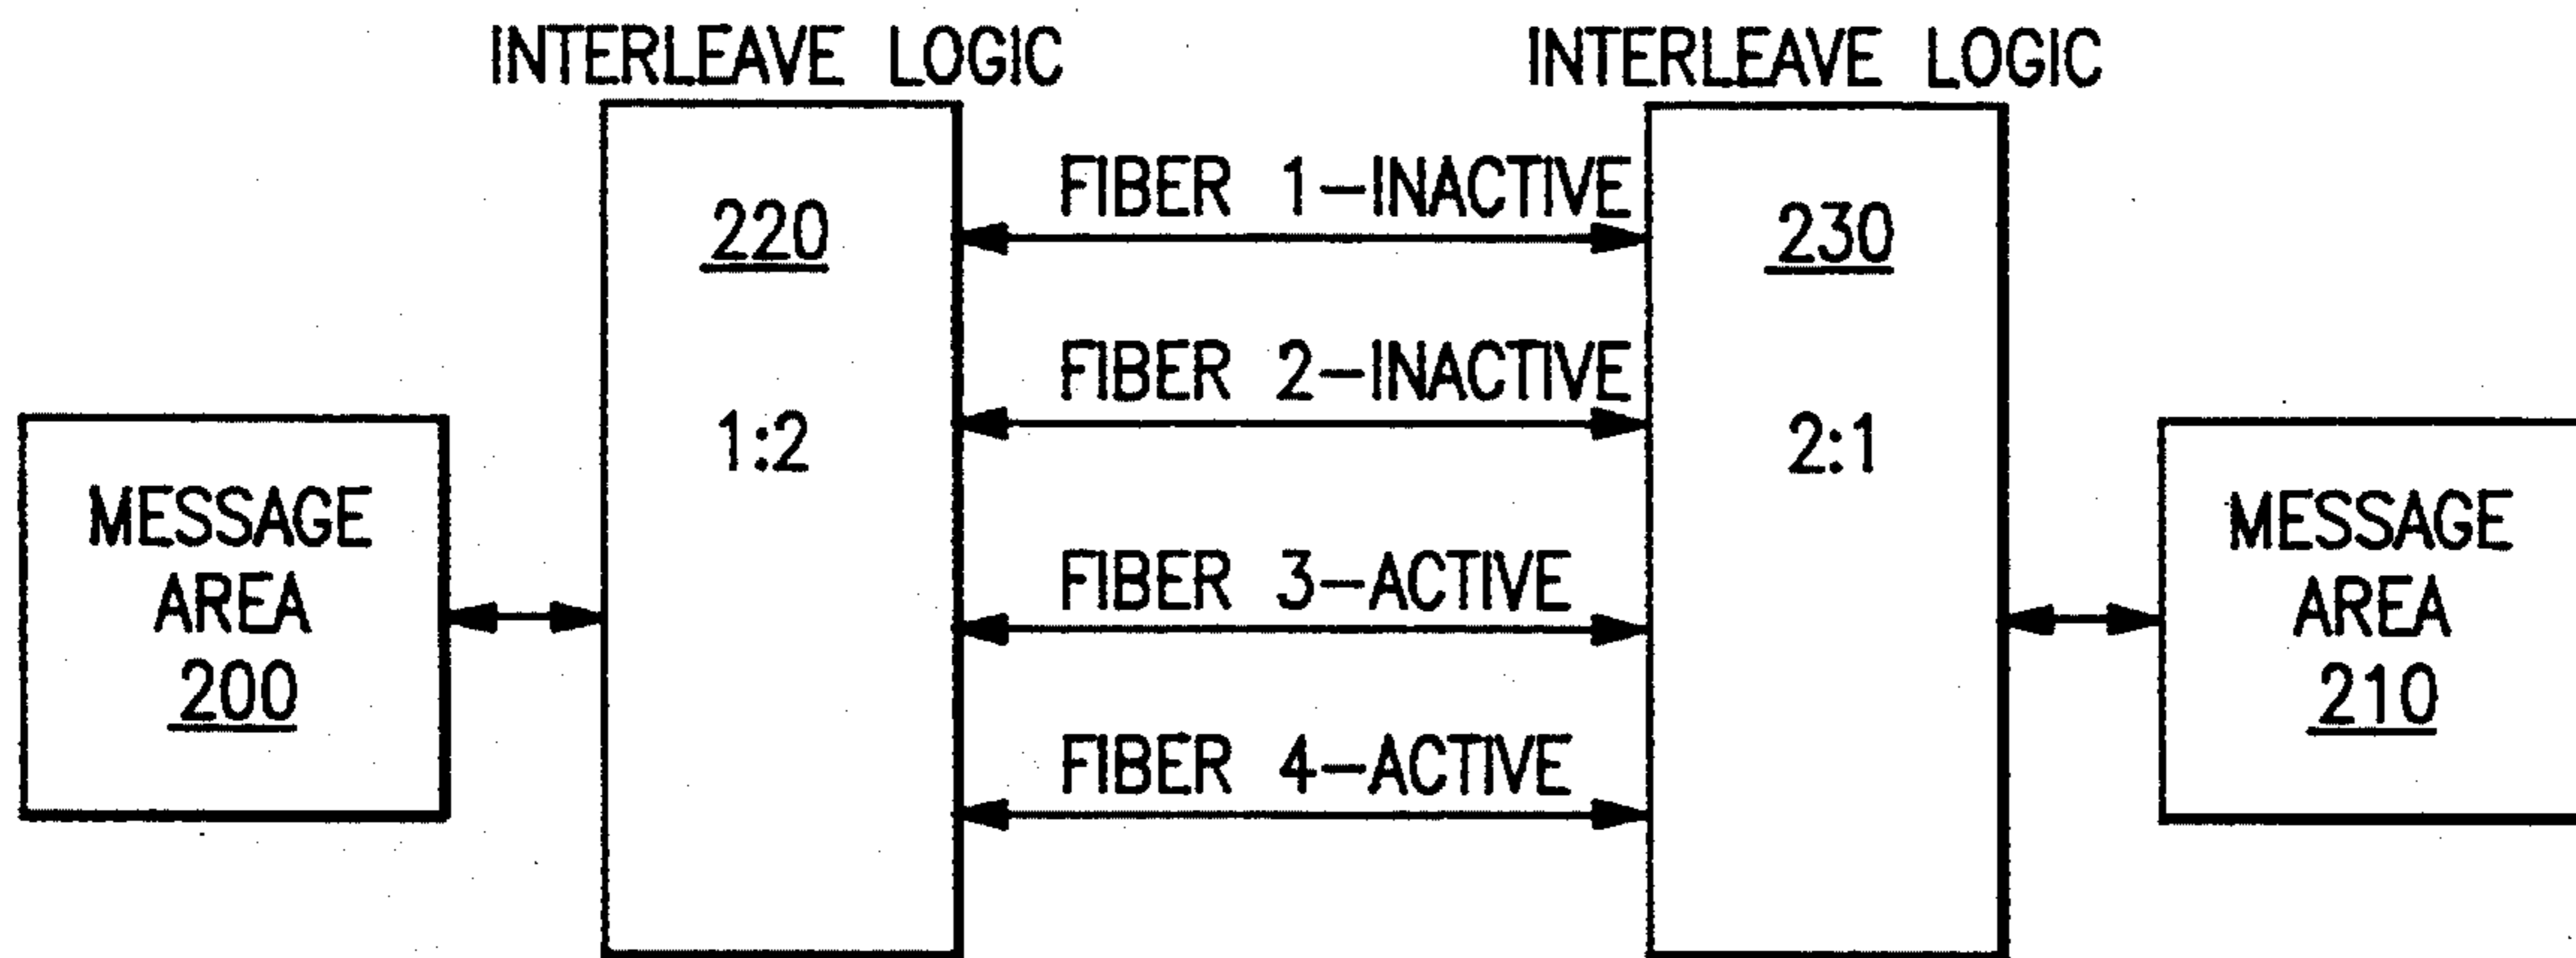 INTERLEAVE LOGIC
INTERLEAVE LOGIC
220
1:2
FIBER 1-INACTIVE
FIBER 2-INACTIVE
FIBER 3-ACTIVE
FIBER 4-ACTIVE
230
2:1
MESSAGE
AREA
200
MESSAGE
AREA
210